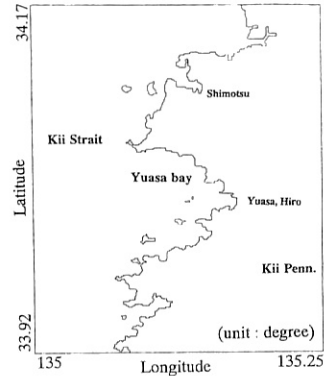 34.17
Shimotsu
Kii Strait
Yuasa bay
Latitude
Yuasa, Hiro
Kii Penn.
33.92
(unit : degree)
135
Longitude
135.25